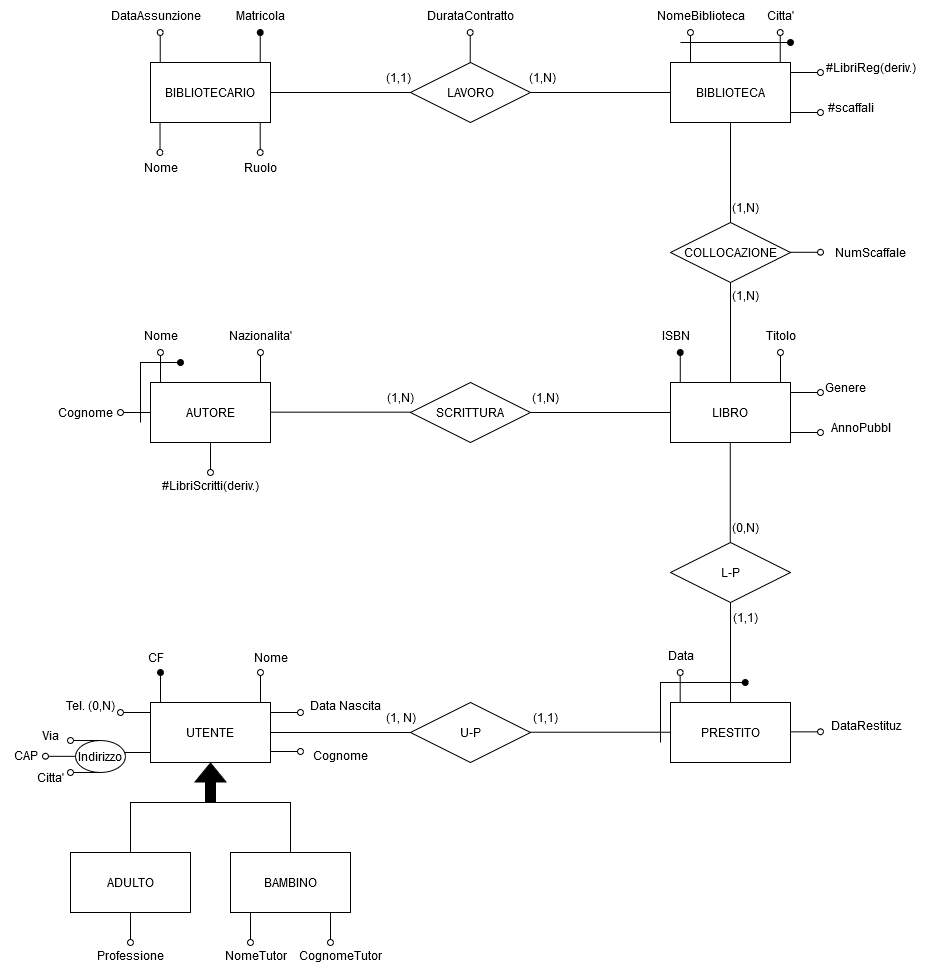 DataAssunzione
Matricola
DurataContratto
NomeBiblioteca
Citta'
BIBLIOTECARIO
(1,1)
LAVORO
(1,N)
BIBLIOTECA
#LibriReg(deriv.)
#scaffali
Nome
Ruolo
(1,N)
COLLOCAZIONE
NumScaffale
(1,N)
Nome
Nazionalita'
ISBN
Titolo
Cognome
AUTORE
(1,N)
SCRITTURA
(1,N)
LIBRO
Genere
AnnoPubbl
#LibriScritti(deriv.)
(0,N)
L-P
(1,1)
CF
Nome
Data
Tel. (0,N)
Data Nascita
UTENTE
(1, N)
U-P
(1,1)
PRESTITO
DataRestituz
Via
CAP
Indirizzo
Citta'
Cognome
ADULTO
BAMBINO
Professione
NomeTutor
CognomeTutor